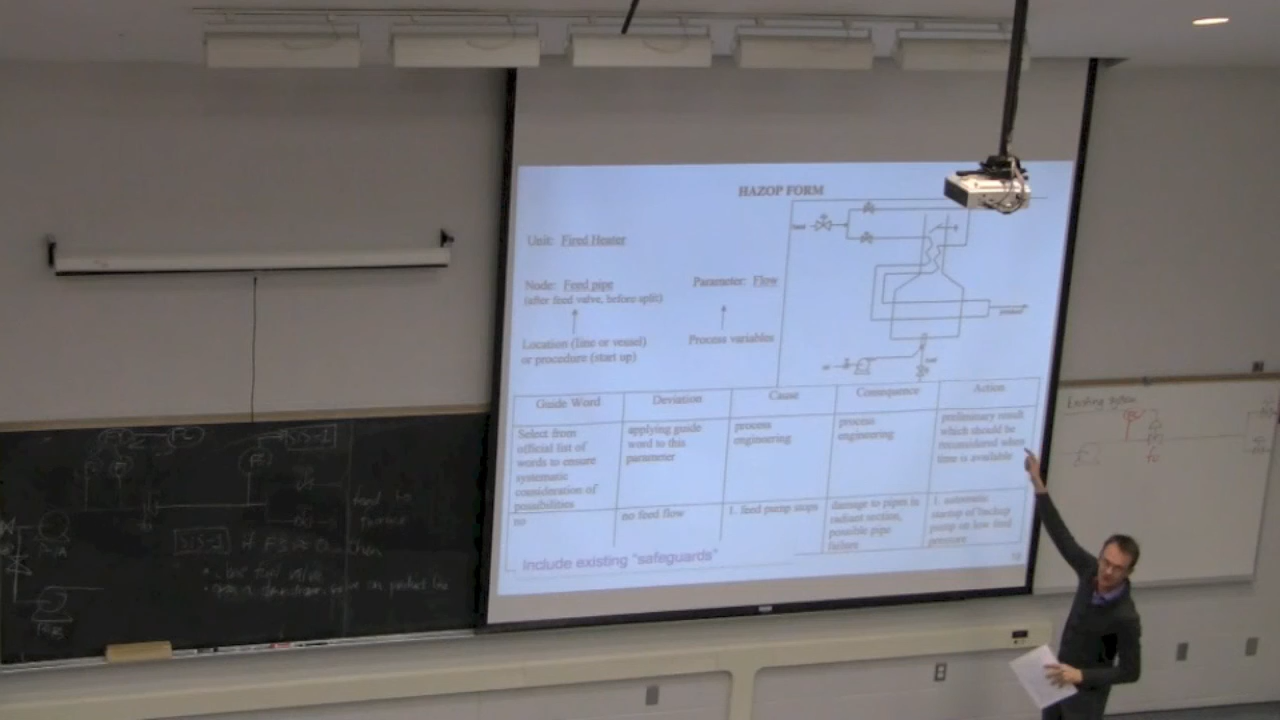 HAZOP FORM
Unit: Fired Heater
Node: Feed pipe
(after feed valve, before split)
Parameter: Flow
Location (line or vessel)
or procedure (start up)
Process variables
Guide Word
Deviation
Cause
Consequence
Action
Select from
official list of
words to ensure
systematic
consideration of
possibilities
applying guide
word to this
parameter
process
engineering
process
engineering
preliminary result
which should be
reconsidered when
time is available
no
no feed flow
1. feed pump stops
damage to pipes in
radiant section,
possible pipe
failure
1. automatic
startup of backup
pump on low feed
pressure
Include existing "safeguards"
feed to